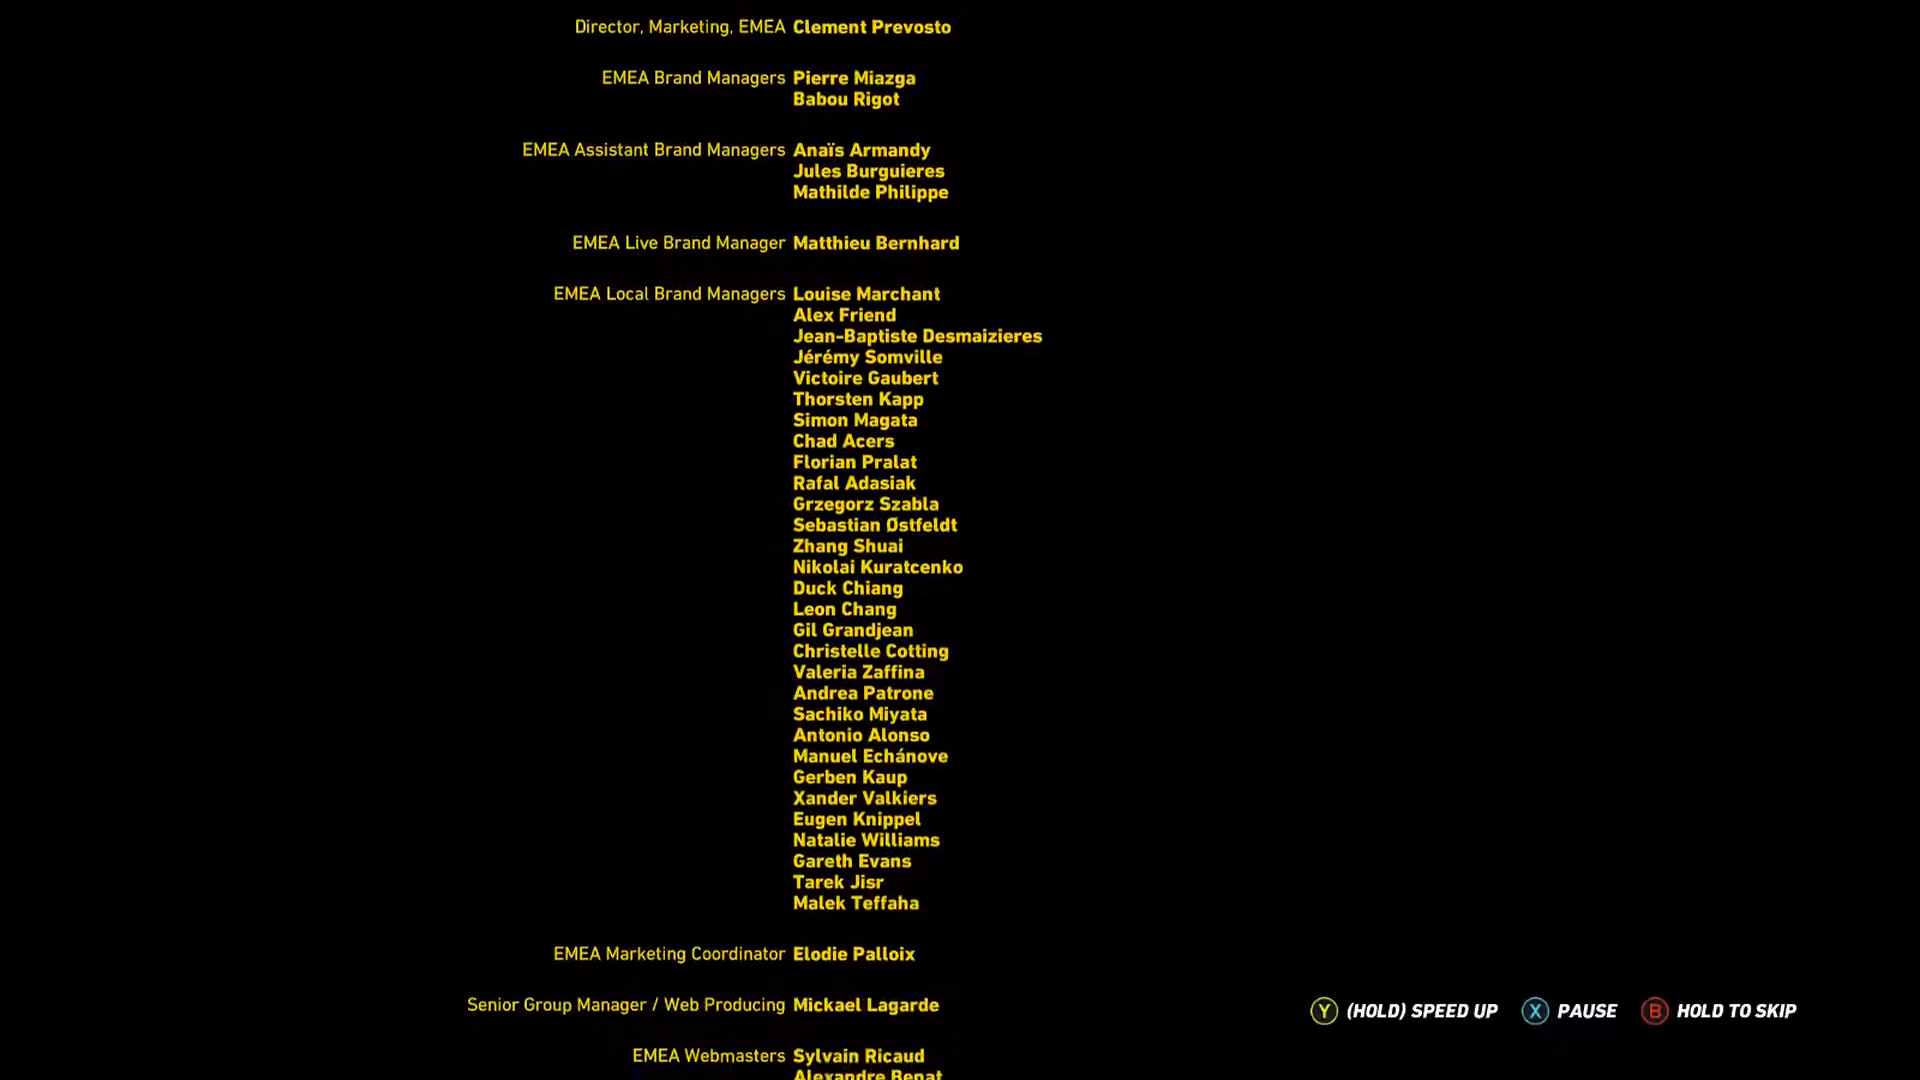 Director, Marketing, EMEA Clement Prevosto
EMEA Brand Managers Pierre Miazga
Babou Rigot
EMEA Assistant Brand Managers Anaïs Armandy
Jules Burguieres
Mathilde Philippe
EMEA Live Brand Manager Matthieu Bernhard
EMEA Local Brand Managers Louise Marchant
Alex Friend
Jean-Baptiste Desmaizieres
Jérémy Somville
Victoire Gaubert
Thorsten Kapp
Simon Magata
Chad Acers
Florian Pralat
Rafal Adasiak
Grzegorz Szabla
Sebastian Østfeldt
Zhang Shuai
Nikolai Kuratcenko
Duck Chiang
Leon Chang
Gil Grandjean
Christelle Cotting
Valeria Zaffina
Andrea Patrone
Sachiko Miyata
Antonio Alonso
Manuel Echánove
Gerben Kaup
Xander Valkiers
Eugen Knippel
Natalie Williams
Gareth Evans
Tarek Jisr
Malek Teffaha
EMEA Marketing Coordinator Elodie Palloix
Senior Group Manager / Web Producing Mickael Lagarde
Y (HOLD) SPEED UP X PAUSE B HOLD TO SKIP
EMEA Webmasters Sylvain Ricaud
Alexandre Benat